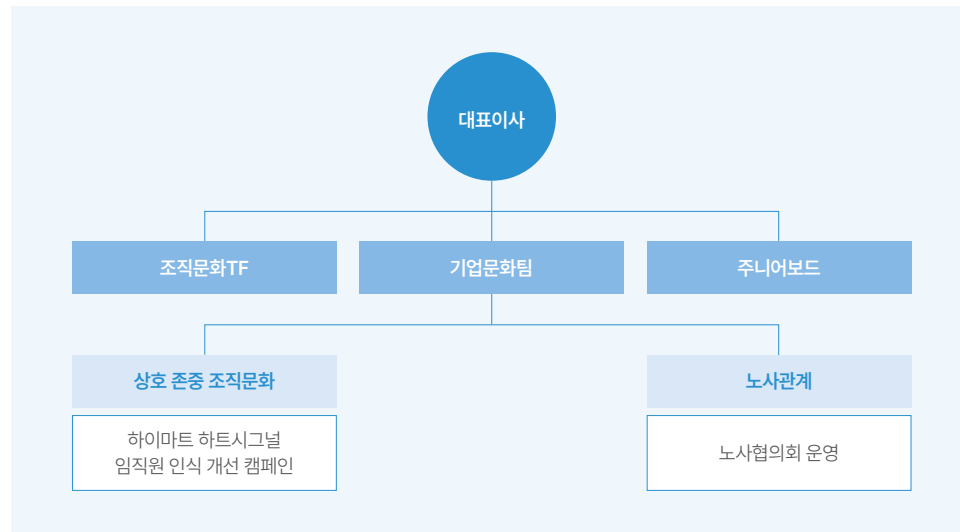 대표이사
조직문화TF
기업문화팀
주니어보드
상호 존중 조직문화
노사관계
하이마트 하트시그널
임직원 인식 개선 캠페인
노사협의회 운영